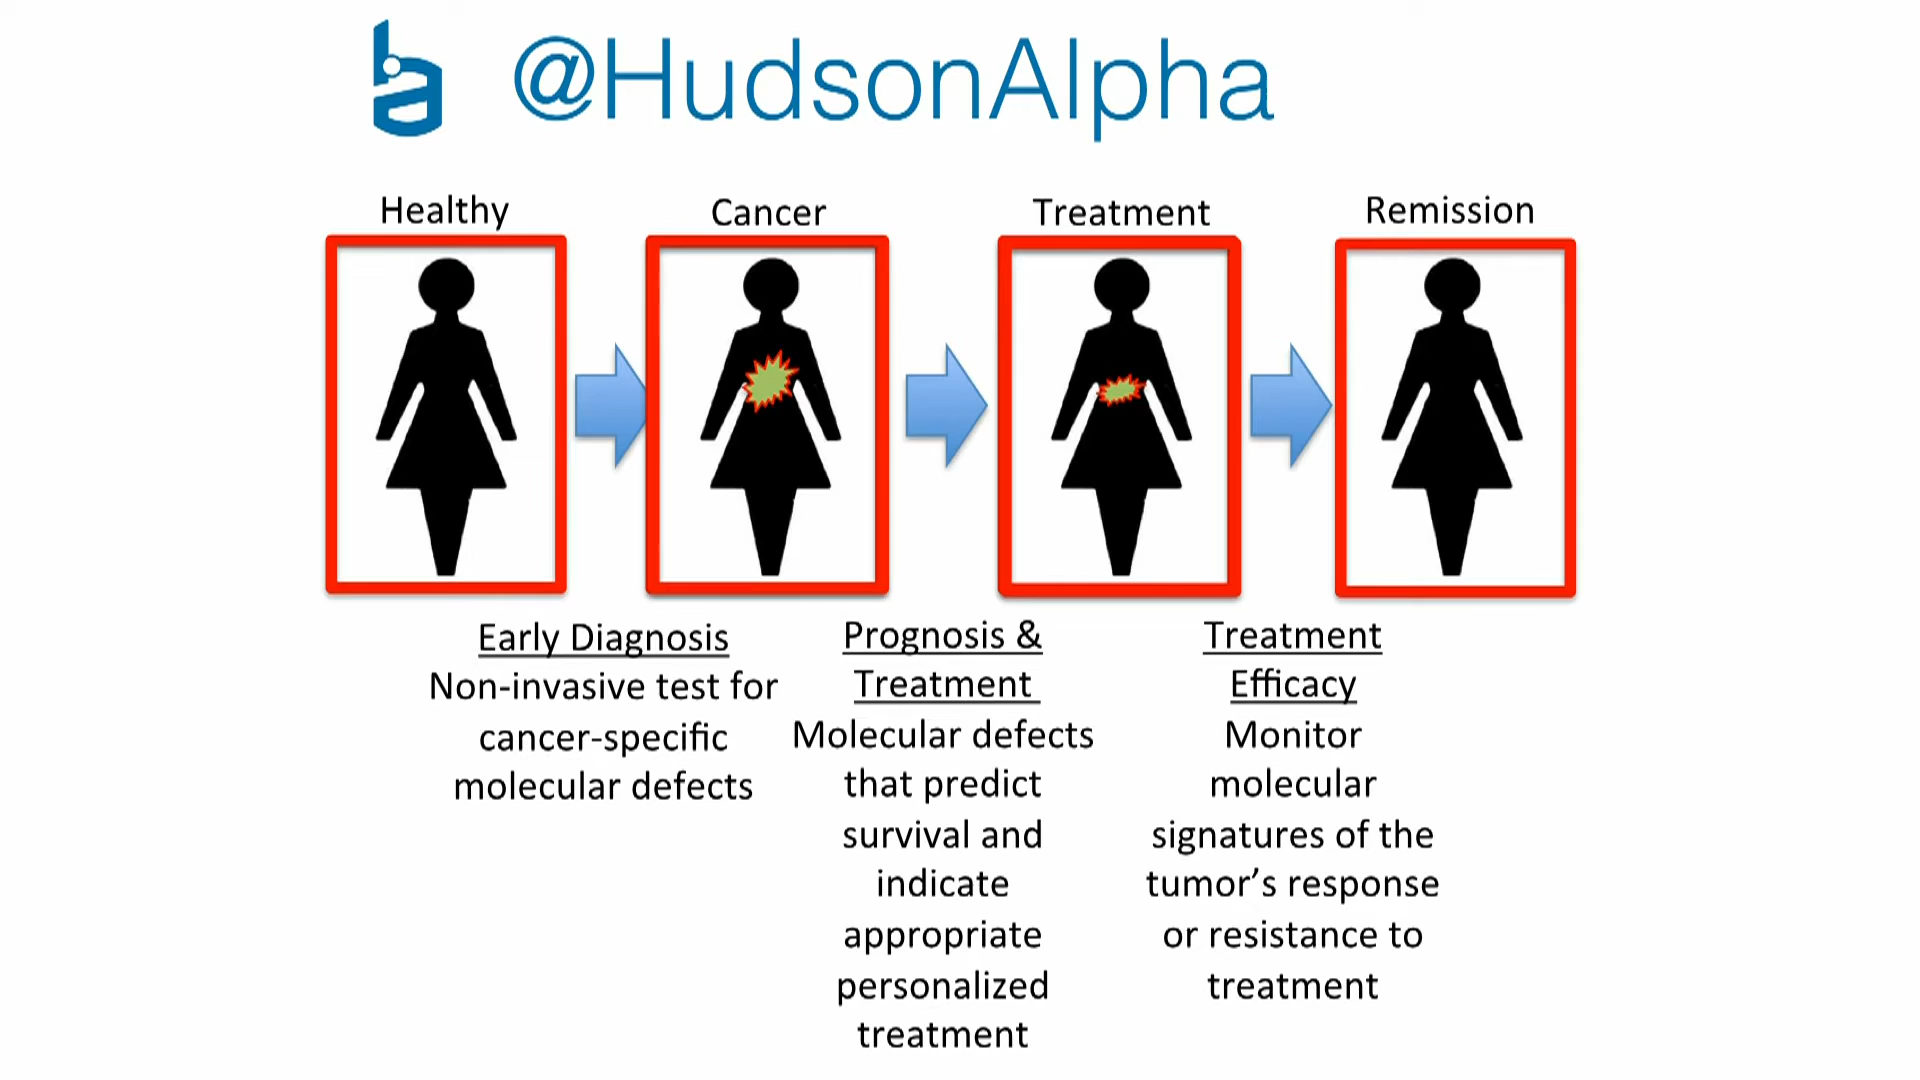 @HudsonAlpha
Healthy
Cancer
Treatment
Remission
Early Diagnosis
Non-invasive test for
cancer-specific
molecular defects
Prognosis &
Treatment
Molecular defects
that predict
survival and
indicate
appropriate
personalized
treatment
Treatment
Efficacy
Monitor
molecular
signatures of the
tumor’s response
or resistance to
treatment